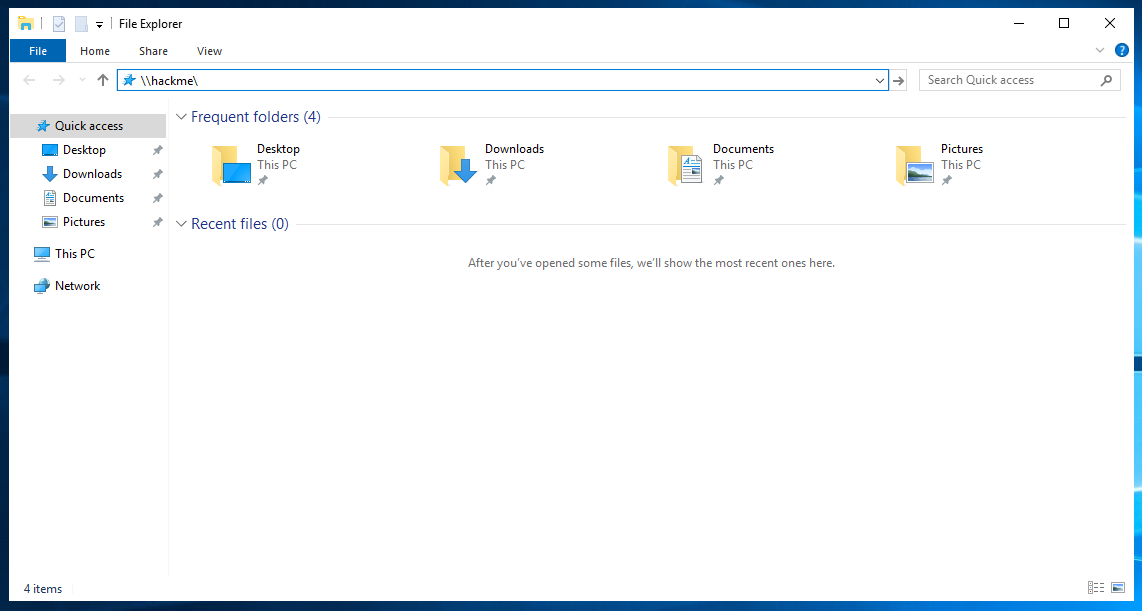 File Explorer
File Home Share View
\\hackme\ Search Quick access
Quick access
Desktop
Downloads
Documents
Pictures
This PC
Network
Frequent folders (4)
Desktop
This PC
Downloads
This PC
Documents
This PC
Pictures
This PC
Recent files (0)
After you've opened some files, we'll show the most recent ones here.
4 items